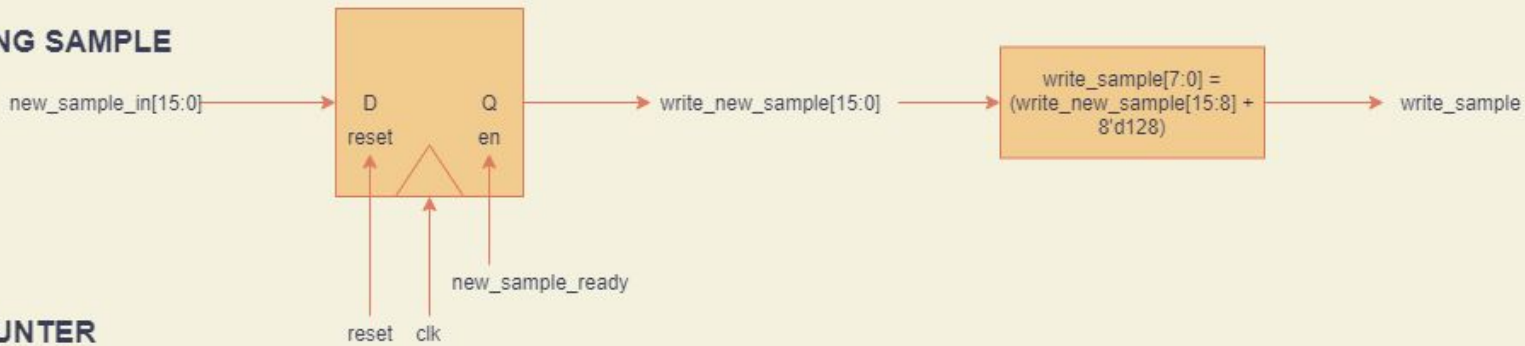 NG SAMPLE
new_sample_in[15:0]
D Q
reset en
write_new_sample[15:0]
write_sample[7:0] =
(write_new_sample[15:8] +
8'd128)
write_sample
new_sample_ready
reset clk
UNTER